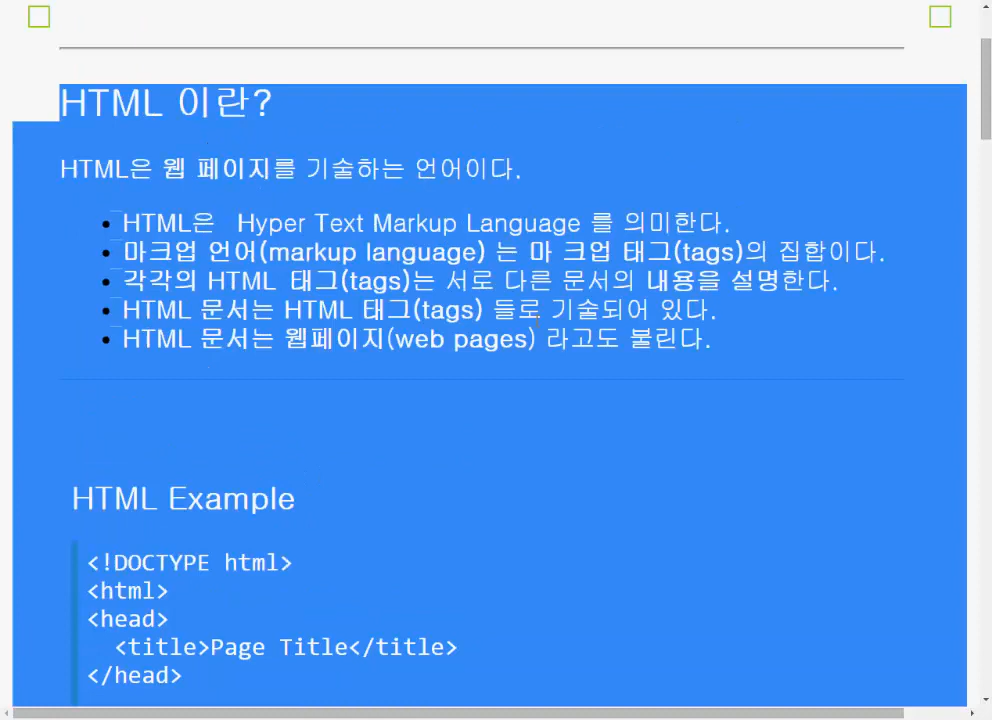 HTML 이란?
HTML은 웹 페이지를 기술하는 언어이다.
HTML은 Hyper Text Markup Language 를 의미한다.
마크업 언어(markup language) 는 마 크업 태그(tags)의 집합이다.
각각의 HTML 태그(tags)는 서로 다른 문서의 내용을 설명한다.
HTML 문서는 HTML 태그(tags) 들로 기술되어 있다.
HTML 문서는 웹페이지(web pages) 라고도 불린다.
HTML Example
<!DOCTYPE html>
<html>
<head>
<title>Page Title</title>
</head>